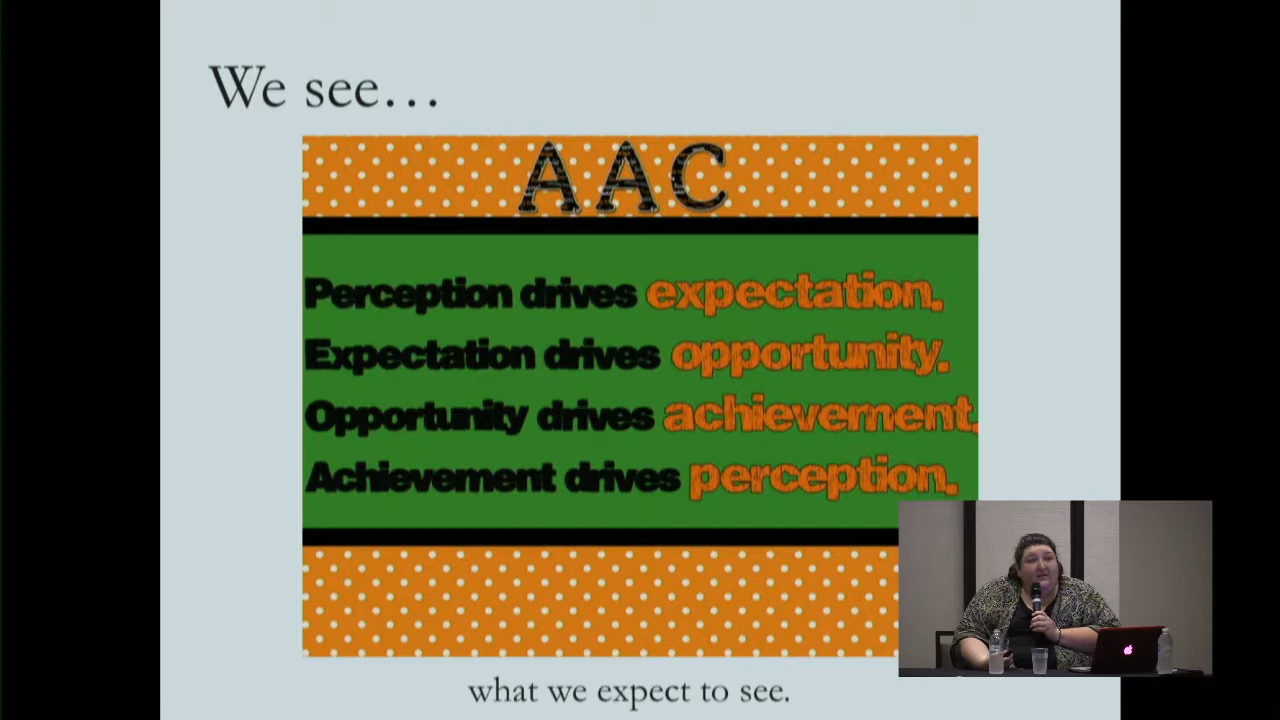 We see…
AAC
Perception drives expectation.
Expectation drives opportunity.
Opportunity drives achievement.
Achievement drives perception.
what we expect to see.